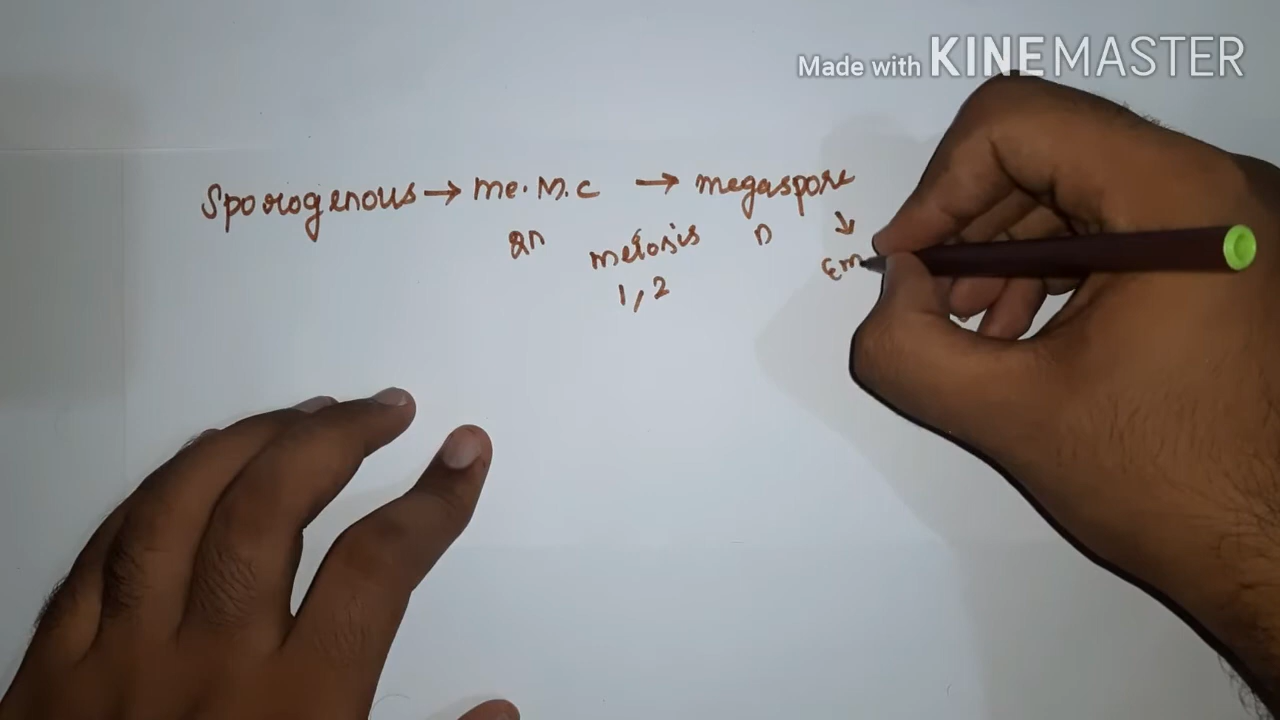 Made with KINEMASTER
Sporogenous → me.M.c → megaspore
2n meiosis n ↘
1, 2 Em